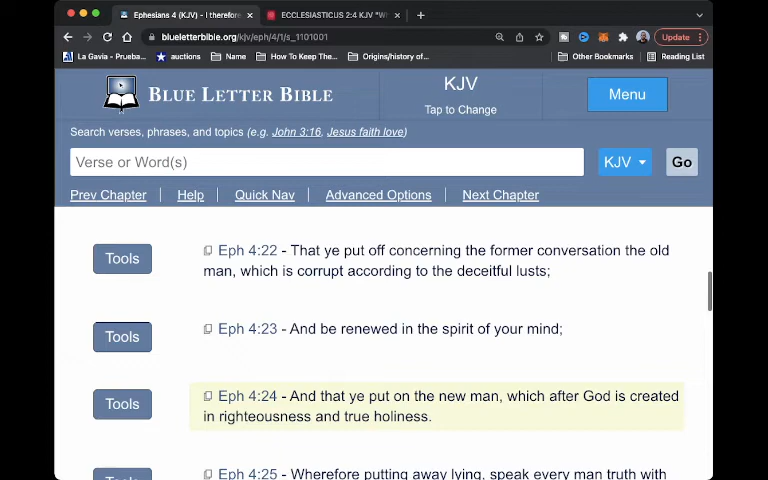 Ephesians 4 (KJV) - I therefore
ECCLESIASTICUS 2:4 KJV "Wh
blueletterbible.org/kjv/eph/4/1/s_1101001
Update
La Gavia - Prueba...
auctions
Name
How To Keep The...
Origins/history of...
Other Bookmarks
Reading List
BLUE LETTER BIBLE
KJV
Tap to Change
Menu
Search verses, phrases, and topics (e.g. John 3:16, Jesus faith love)
Verse or Word(s)
KJV
Go
Prev Chapter
Help
Quick Nav
Advanced Options
Next Chapter
Tools
Eph 4:22 - That ye put off concerning the former conversation the old
man, which is corrupt according to the deceitful lusts;
Tools
Eph 4:23 - And be renewed in the spirit of your mind;
Tools
Eph 4:24 - And that ye put on the new man, which after God is created
in righteousness and true holiness.
Tools
Eph 4:25 - Wherefore putting away lying, speak every man truth with